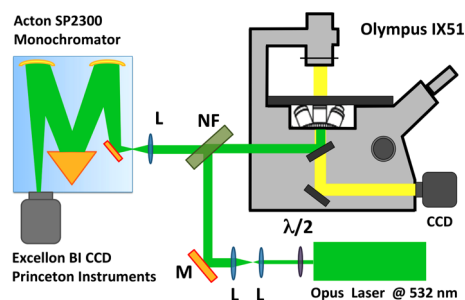 Acton SP2300
Monochromator
Olympus IX51
L
NF
CCD
λ/2
M
L
L
Excellon BI CCD
Princeton Instruments
Opus Laser @ 532 nm